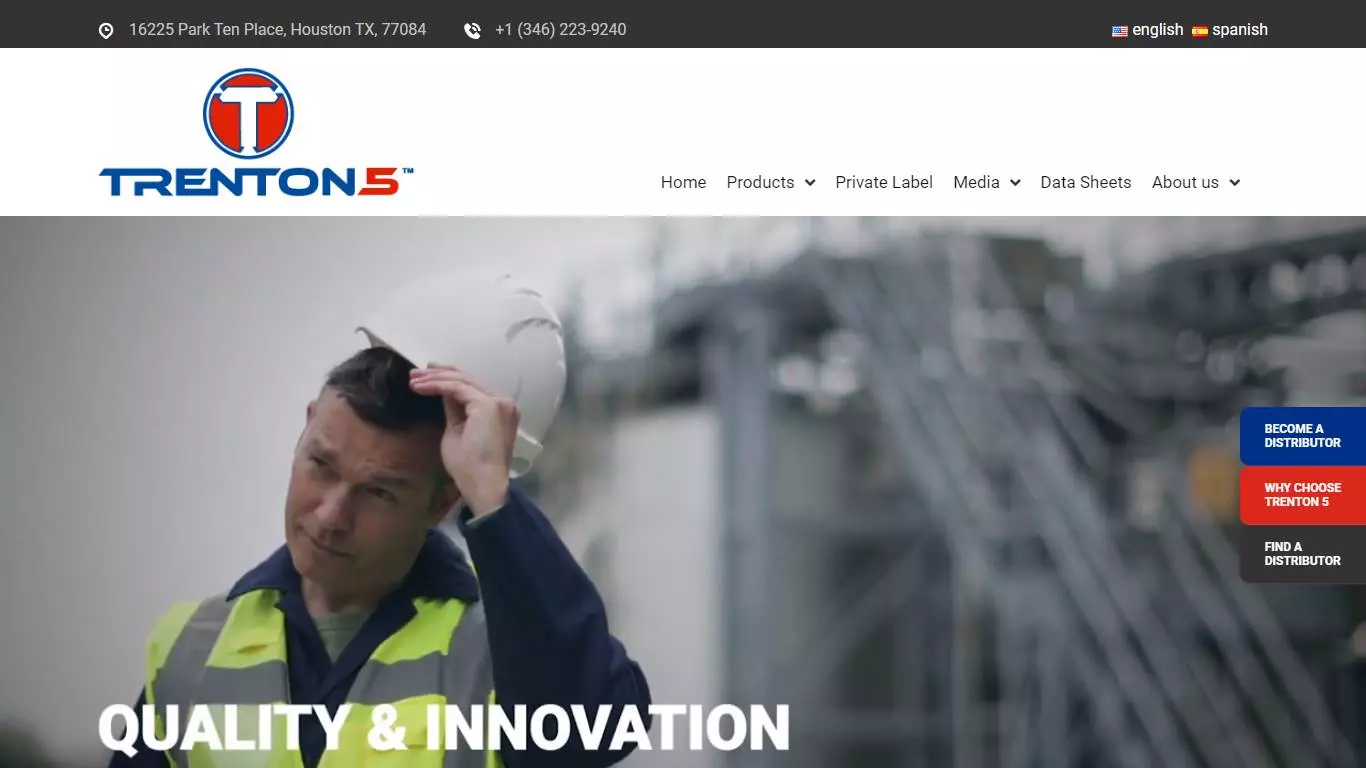 16225 Park Ten Place, Houston TX, 77084
+1 (346) 223-9240
english
spanish
T
TRENTON5™
Home
Products
Private Label
Media
Data Sheets
About us
BECOME A
DISTRIBUTOR
WHY CHOOSE
TRENTON 5
FIND A
DISTRIBUTOR
QUALITY & INNOVATION